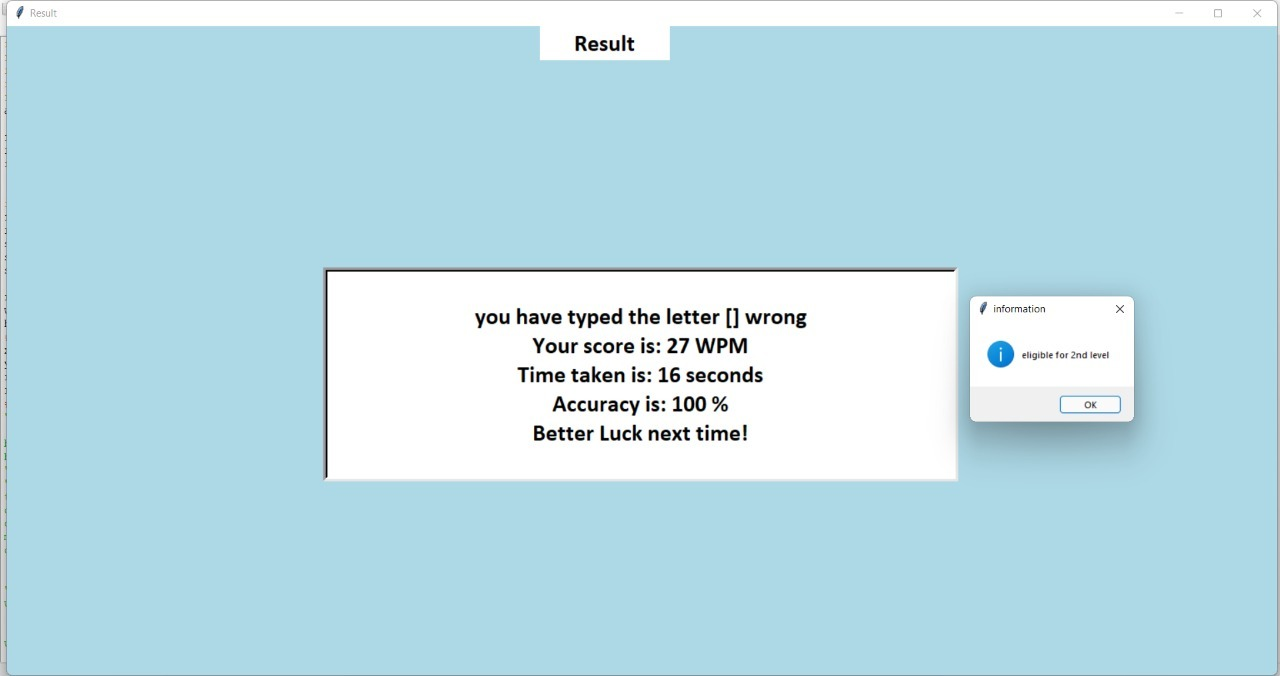 Result
Result
you have typed the letter [] wrong
Your score is: 27 WPM
Time taken is: 16 seconds
Accuracy is: 100 %
Better Luck next time!
information
eligible for 2nd level
OK